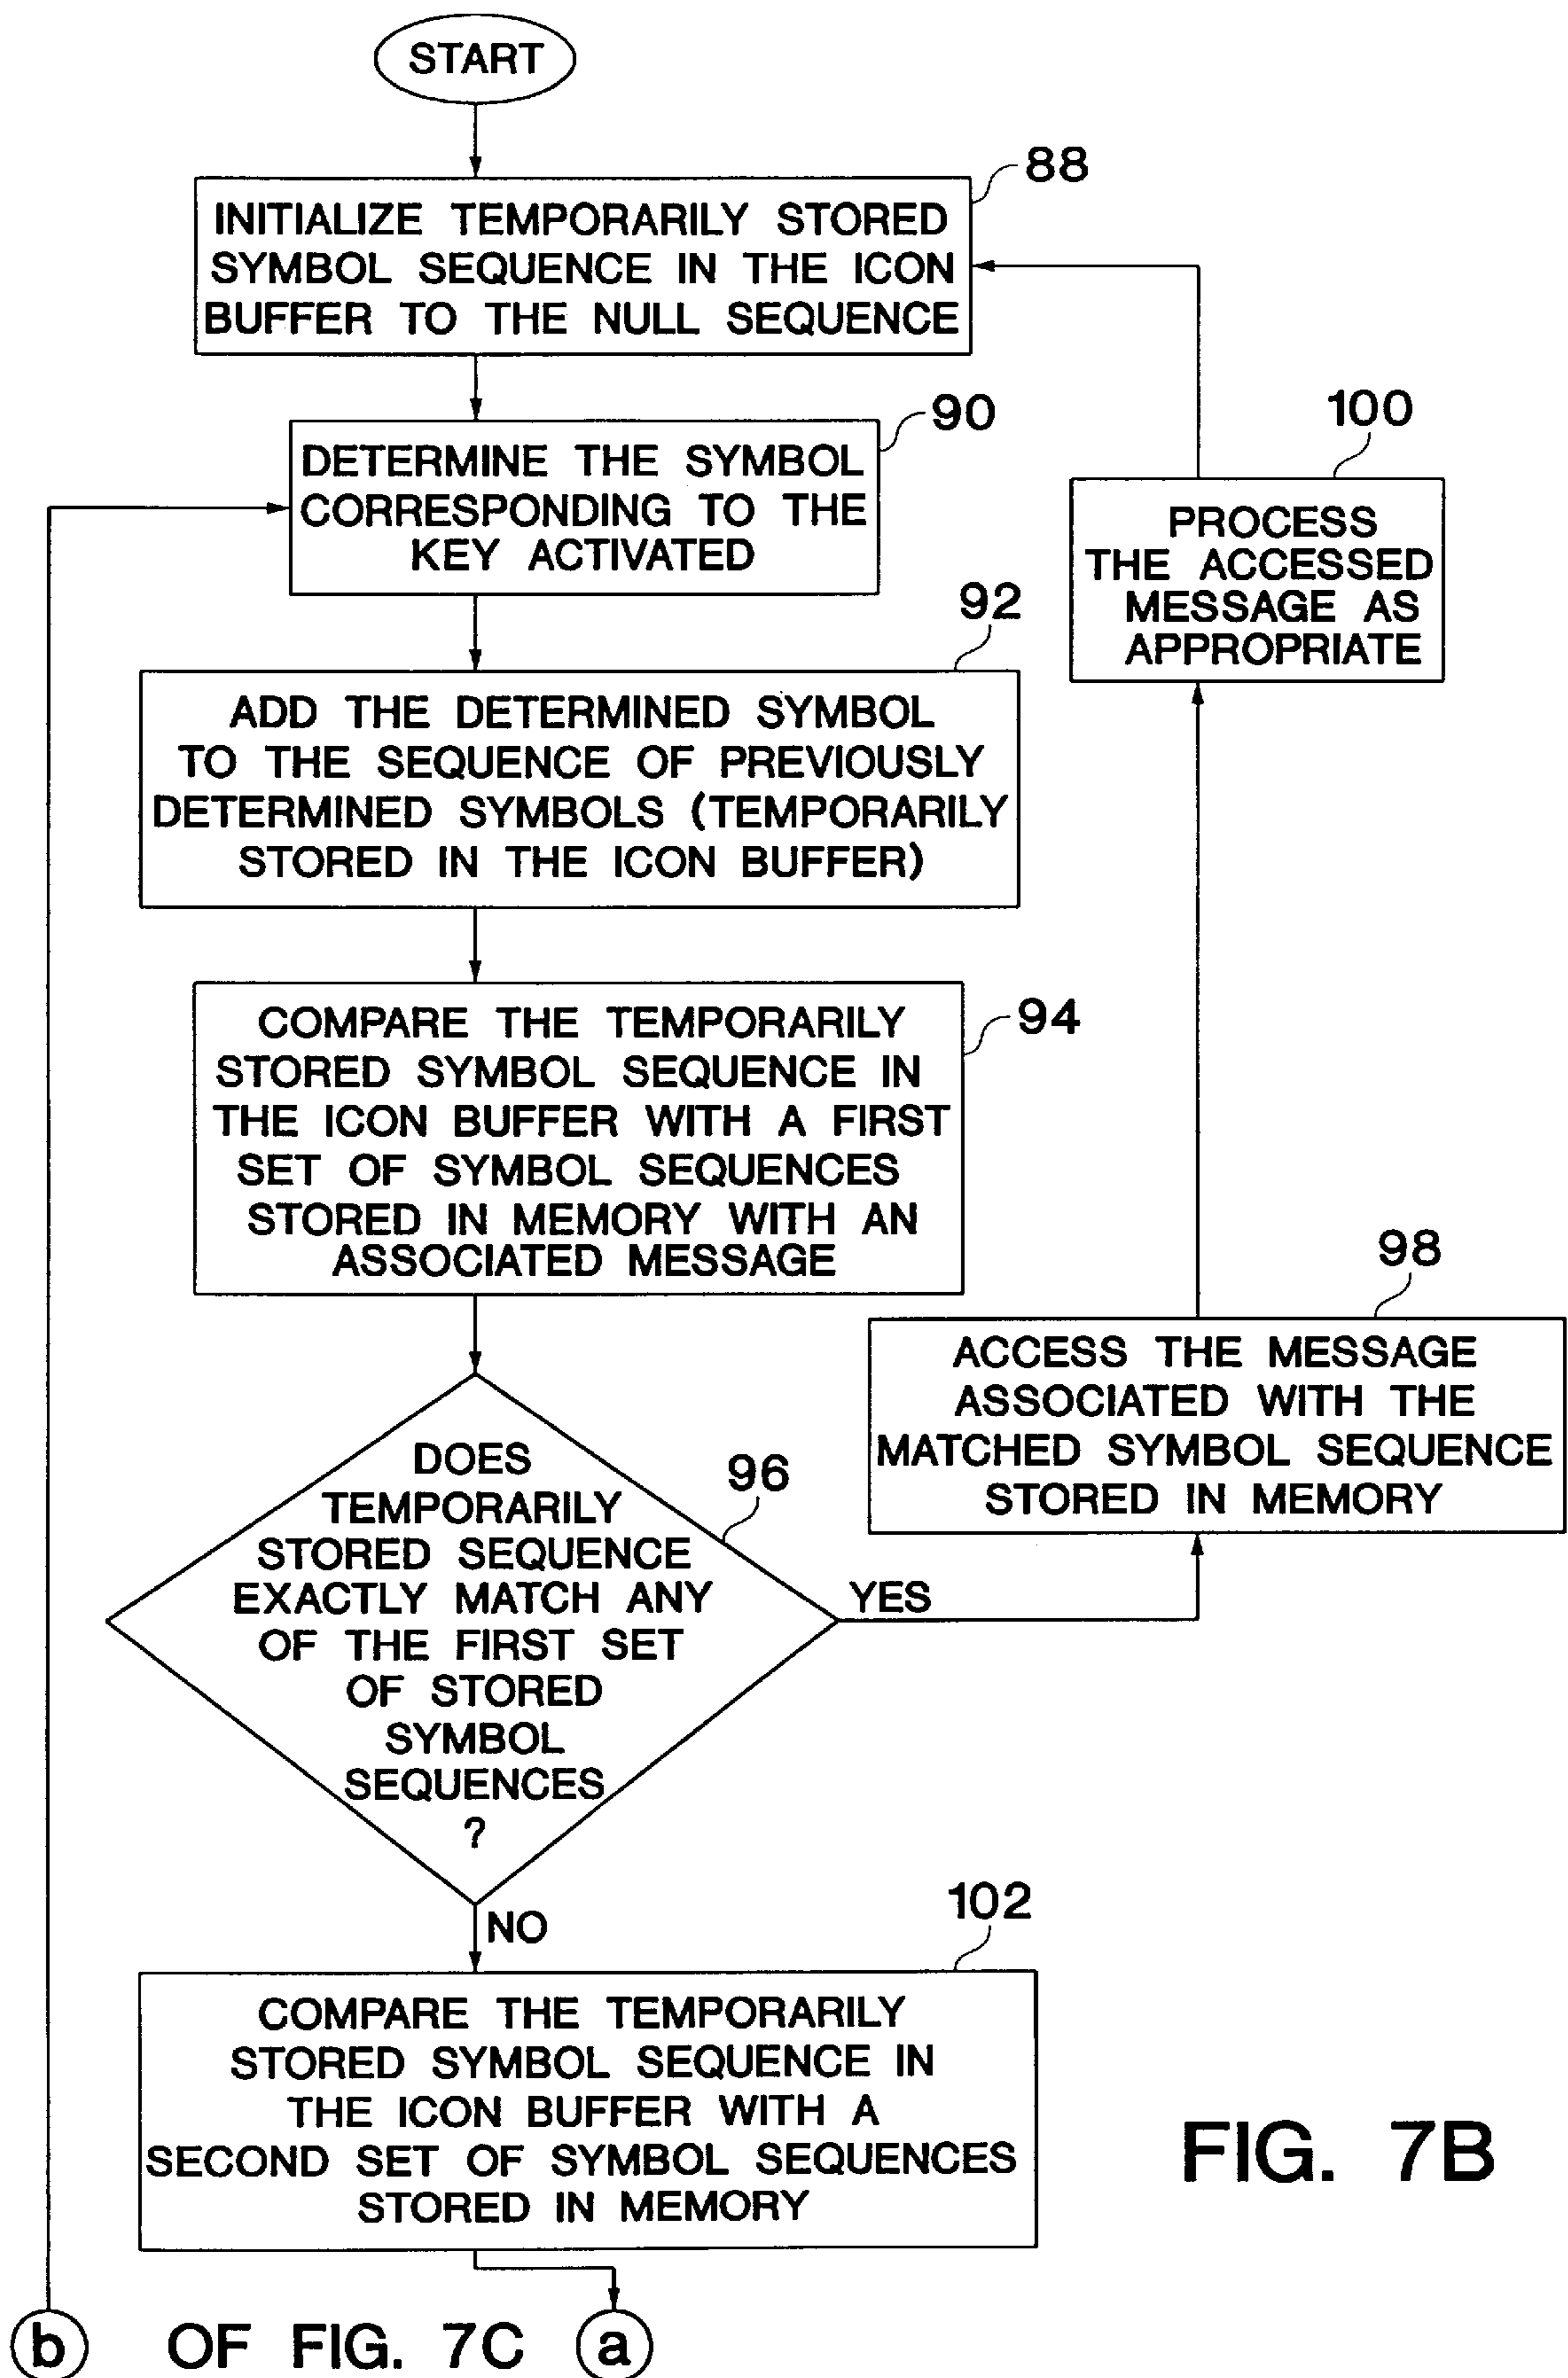 START
88
INITIALIZE TEMPORARILY STORED
SYMBOL SEQUENCE IN THE ICON
BUFFER TO THE NULL SEQUENCE
90
DETERMINE THE SYMBOL
CORRESPONDING TO THE
KEY ACTIVATED
100
PROCESS
THE ACCESSED
MESSAGE AS
APPROPRIATE
92
ADD THE DETERMINED SYMBOL
TO THE SEQUENCE OF PREVIOUSLY
DETERMINED SYMBOLS (TEMPORARILY
STORED IN THE ICON BUFFER)
94
COMPARE THE TEMPORARILY
STORED SYMBOL SEQUENCE IN
THE ICON BUFFER WITH A FIRST
SET OF SYMBOL SEQUENCES
STORED IN MEMORY WITH AN
ASSOCIATED MESSAGE
98
ACCESS THE MESSAGE
ASSOCIATED WITH THE
MATCHED SYMBOL SEQUENCE
STORED IN MEMORY
96
DOES
TEMPORARILY
STORED SEQUENCE
EXACTLY MATCH ANY
OF THE FIRST SET
OF STORED
SYMBOL
SEQUENCES
?
YES
NO
102
COMPARE THE TEMPORARILY
STORED SYMBOL SEQUENCE IN
THE ICON BUFFER WITH A
SECOND SET OF SYMBOL SEQUENCES
STORED IN MEMORY
FIG. 7B
b OF FIG. 7C a